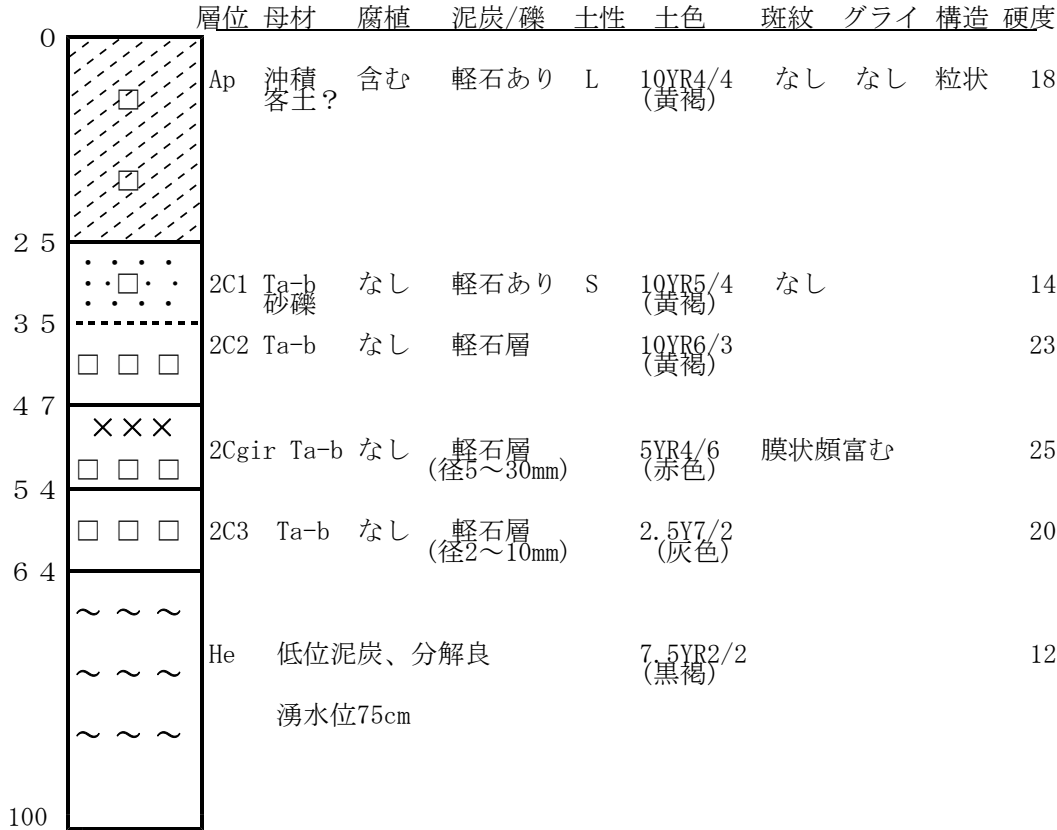 層位 母材 腐植 泥炭/礫 土性 土色 斑紋 グライ 構造 硬度
0
Ap 沖積 含む 軽石あり L 10YR4/4 なし なし 粒状 18
客土？ (黄褐)
２５
2C1 Ta-b なし 軽石あり S 10YR5/4 なし 14
砂礫 (黄褐)
３５
2C2 Ta-b なし 軽石層 10YR6/3 23
(黄褐)
４７
2Cgir Ta-b なし 軽石層 5YR4/6 膜状頗富む 25
(径5～30mm) (赤色)
５４
2C3 Ta-b なし 軽石層 2.5Y7/2 20
(径2～10mm) (灰色)
６４
He 低位泥炭、分解良 7.5YR2/2 12
(黒褐)
湧水位75cm
100